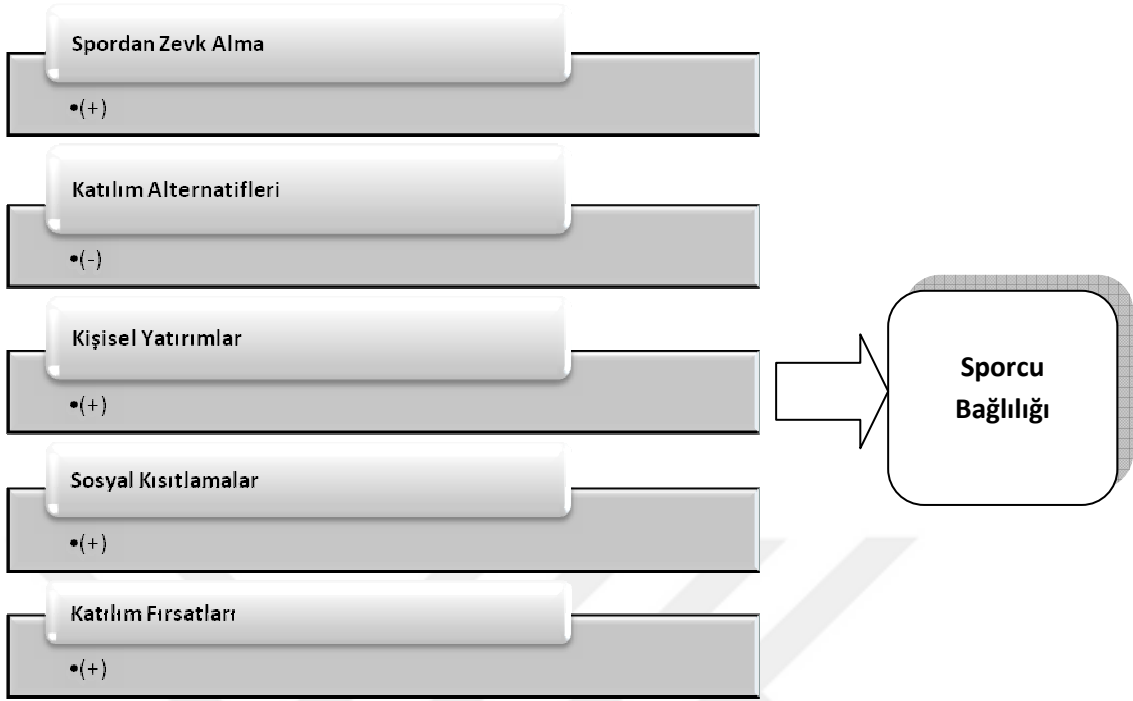 Spordan Zevk Alma
•(+)
Katılım Alternatifleri
•(-)
Kişisel Yatırımlar
•(+)
Sosyal Kısıtlamalar
•(+)
Katılım Fırsatları
•(+)
Sporcu
Bağlılığı